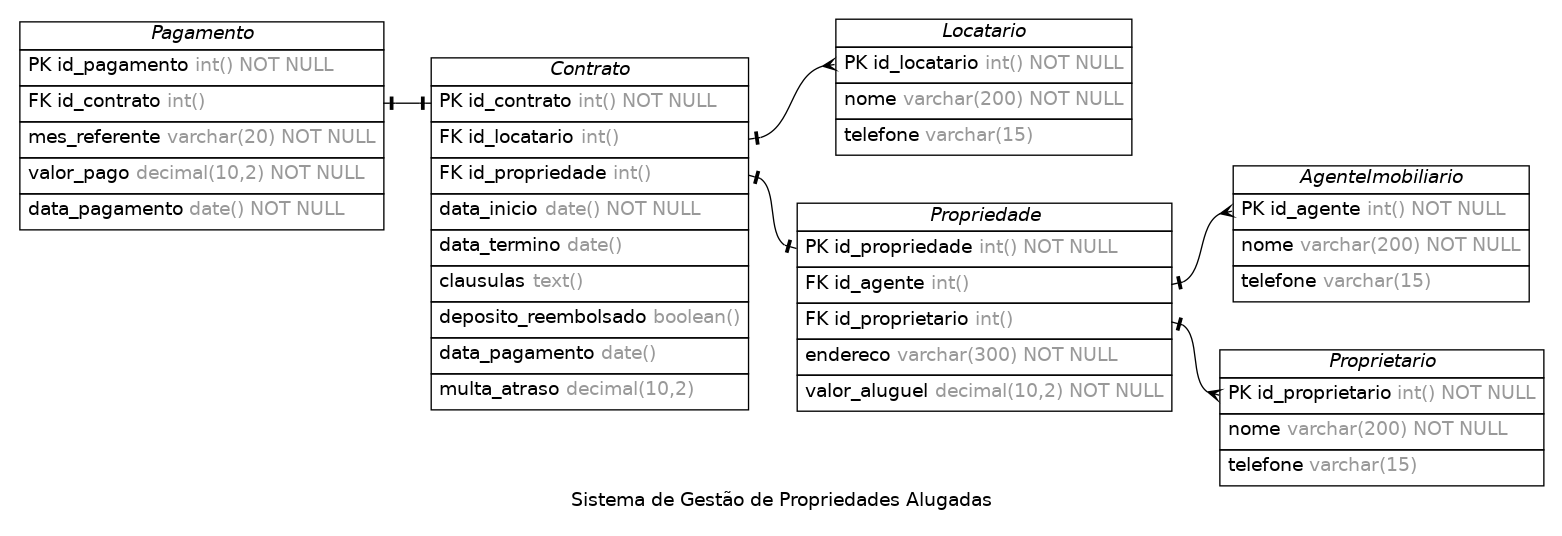 Pagamento
PK id_pagamento int() NOT NULL
FK id_contrato int()
mes_referente varchar(20) NOT NULL
valor_pago decimal(10,2) NOT NULL
data_pagamento date() NOT NULL
Contrato
PK id_contrato int() NOT NULL
FK id_locatario int()
FK id_propriedade int()
data_inicio date() NOT NULL
data_termino date()
clausulas text()
deposito_reembolsado boolean()
data_pagamento date()
multa_atraso decimal(10,2)
Locatario
PK id_locatario int() NOT NULL
nome varchar(200) NOT NULL
telefone varchar(15)
Propriedade
PK id_propriedade int() NOT NULL
FK id_agente int()
FK id_proprietario int()
endereco varchar(300) NOT NULL
valor_aluguel decimal(10,2) NOT NULL
AgenteImobiliario
PK id_agente int() NOT NULL
nome varchar(200) NOT NULL
telefone varchar(15)
Proprietario
PK id_proprietario int() NOT NULL
nome varchar(200) NOT NULL
telefone varchar(15)
Sistema de Gestão de Propriedades Alugadas